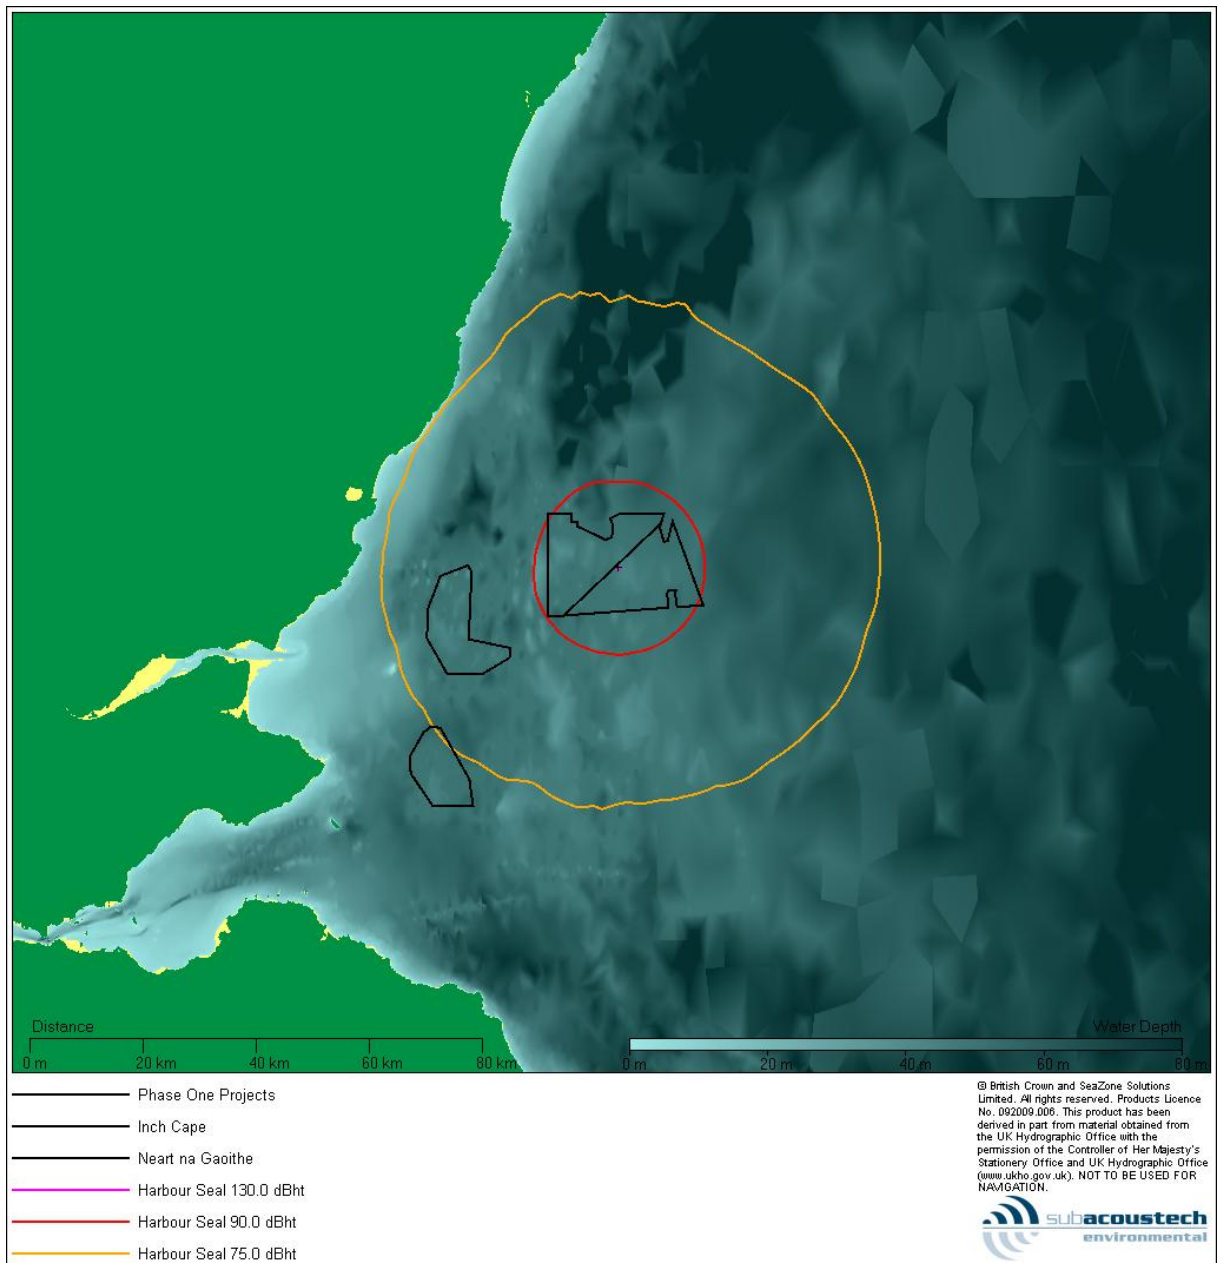 Distance
0 m 20 km 40 km 60 km 80 km
Water Depth
0 m 20 m 40 m 60 m 80 m
Phase One Projects
Inch Cape
Neart na Gaoithe
Harbour Seal 130.0 dBht
Harbour Seal 90.0 dBht
Harbour Seal 75.0 dBht
© British Crown and SeaZone Solutions
Limited. All rights reserved. Products Licence
No. 092009.006. This product has been
derived in part from material obtained from
the UK Hydrographic Office with the
permission of the Controller of Her Majesty's
Stationery Office and UK Hydrographic Office
(www.ukho.gov.uk). NOT TO BE USED FOR
NAVIGATION.
subacoustech
environmental